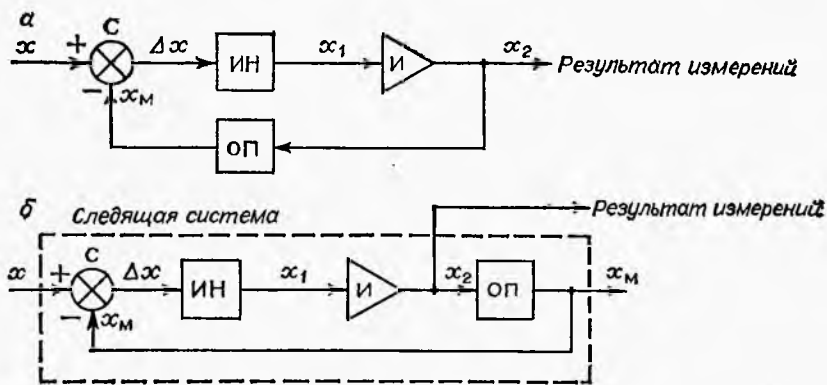 а
x + С Δx ИН x₁ И x₂ Результат измерений
− xм
ОП
б Следящая система Результат измерений
x + С Δx ИН x₁ И x₂ ОП xм
− xм